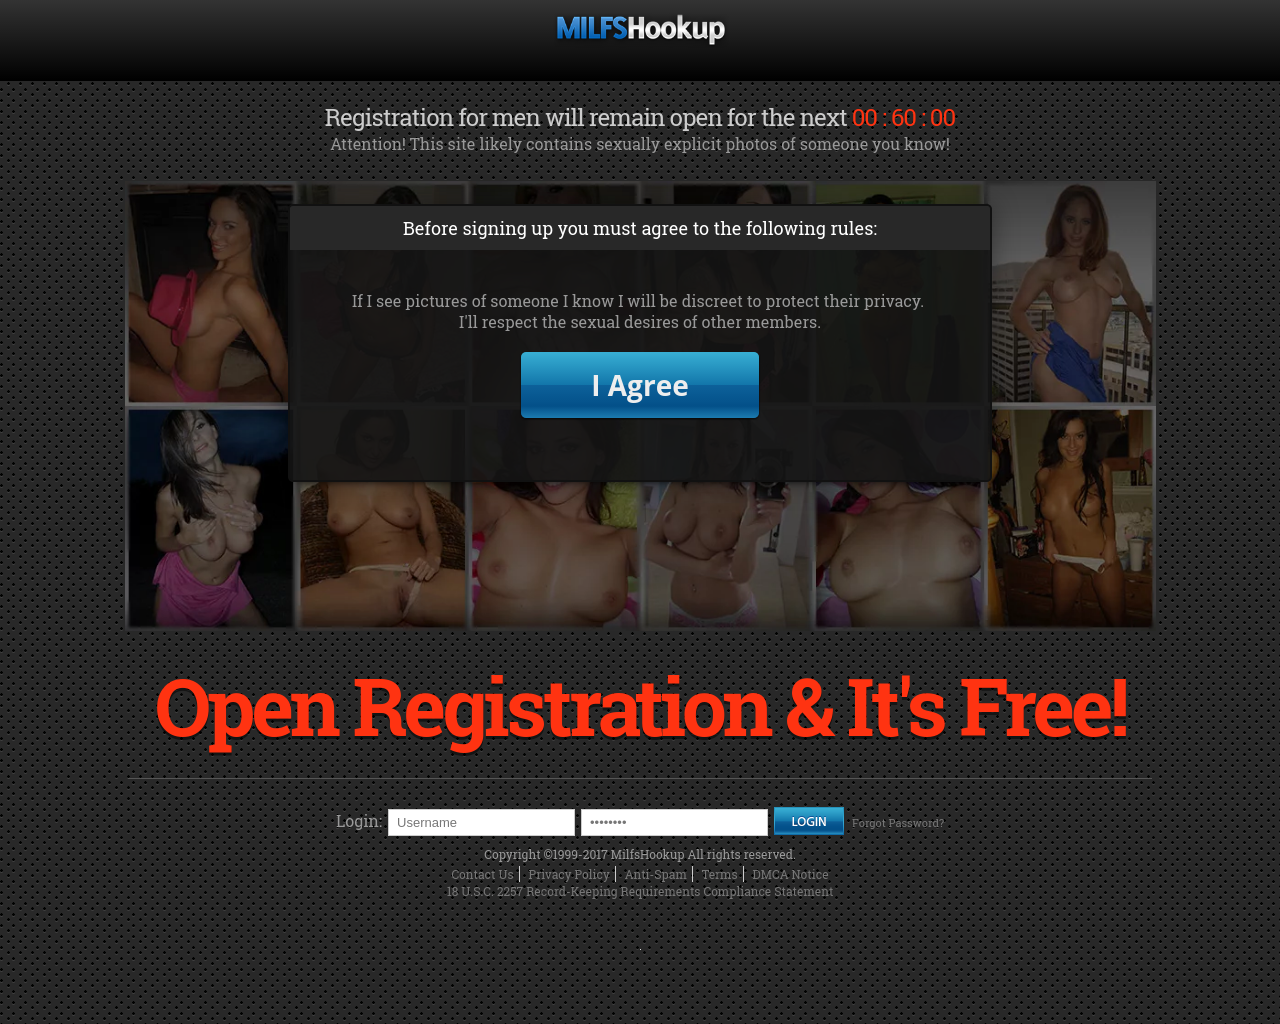 MILFSHookup
Registration for men will remain open for the next 00 : 60 : 00
Attention! This site likely contains sexually explicit photos of someone you know!
Before signing up you must agree to the following rules:
If I see pictures of someone I know I will be discreet to protect their privacy.
I'll respect the sexual desires of other members.
I Agree
Open Registration & It's Free!
Login: Username •••••••• LOGIN Forgot Password?
Copyright ©1999-2017 MilfsHookup All rights reserved.
Contact Us | Privacy Policy | Anti-Spam | Terms | DMCA Notice
18 U.S.C. 2257 Record-Keeping Requirements Compliance Statement
.